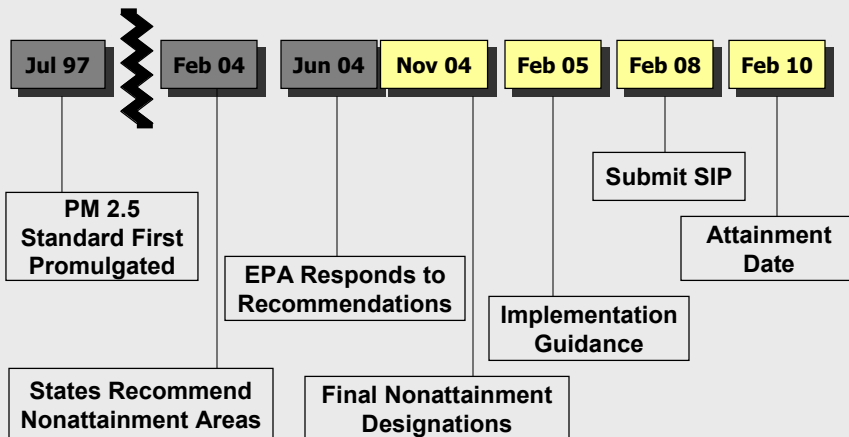 Jul 97
Feb 04
Jun 04
Nov 04
Feb 05
Feb 08
Feb 10
PM 2.5
Standard First
Promulgated
States Recommend
Nonattainment Areas
EPA Responds to
Recommendations
Final Nonattainment
Designations
Implementation
Guidance
Submit SIP
Attainment
Date